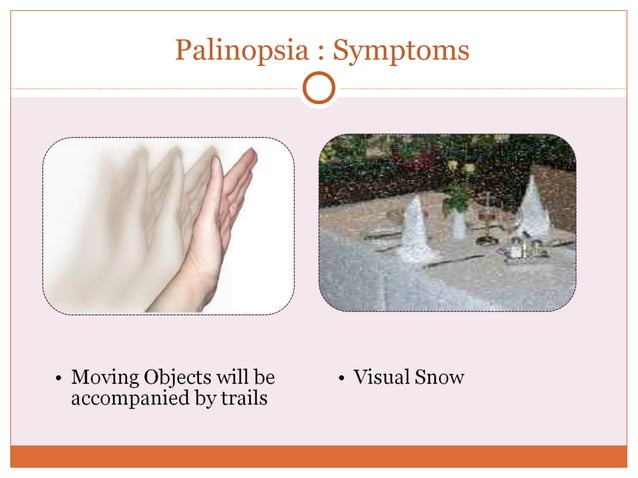 Palinopsia : Symptoms
• Moving Objects will be
accompanied by trails
• Visual Snow